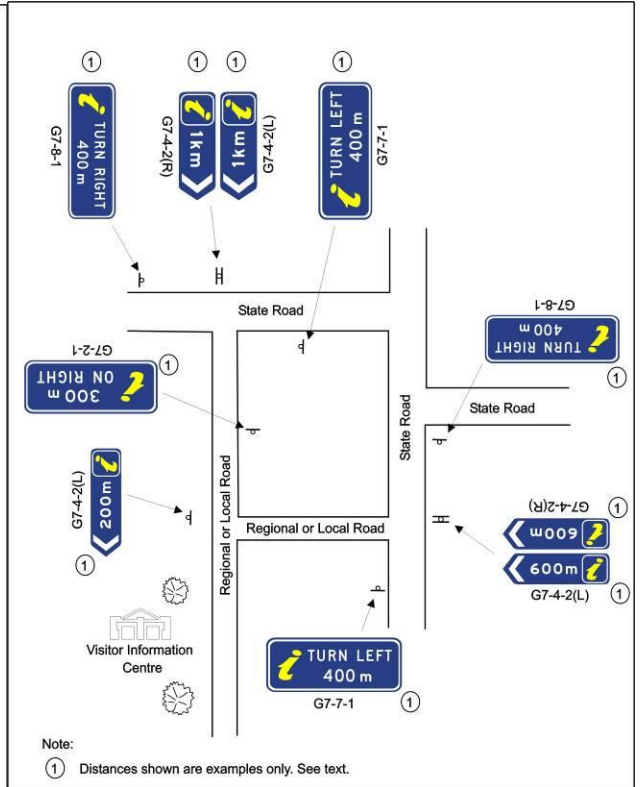 1
1
1
1
G7-8-1
i TURN RIGHT
400 m
G7-4-2(R)
i 1km
i 1km
G7-4-2(L)
i TURN LEFT
400 m
G7-7-1
State Road
G7-2-1
i ON RIGHT
300 m
1
G7-8-1
i TURN RIGHT
400 m
1
State Road
State Road
G7-4-2(L)
i 200m
1
Regional or Local Road
Regional or Local Road
G7-4-2(R)
i 600m
1
i 600m
1
G7-4-2(L)
Visitor Information
Centre
i TURN LEFT
400 m
G7-7-1
1
Note:
1 Distances shown are examples only. See text.